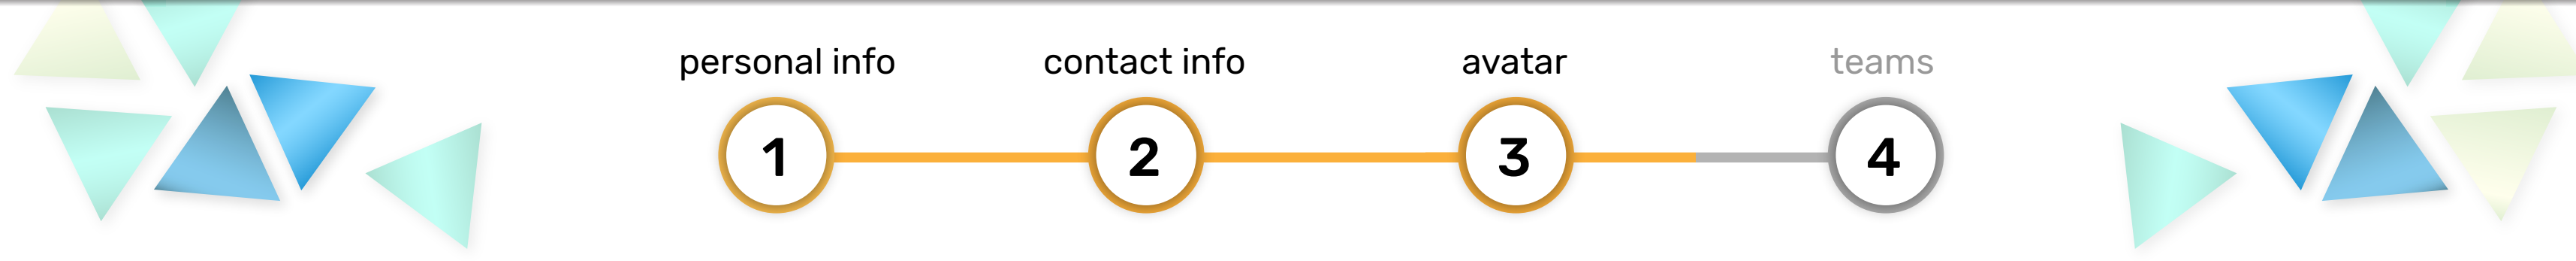 personal info contact info avatar teams
1 2 3 4